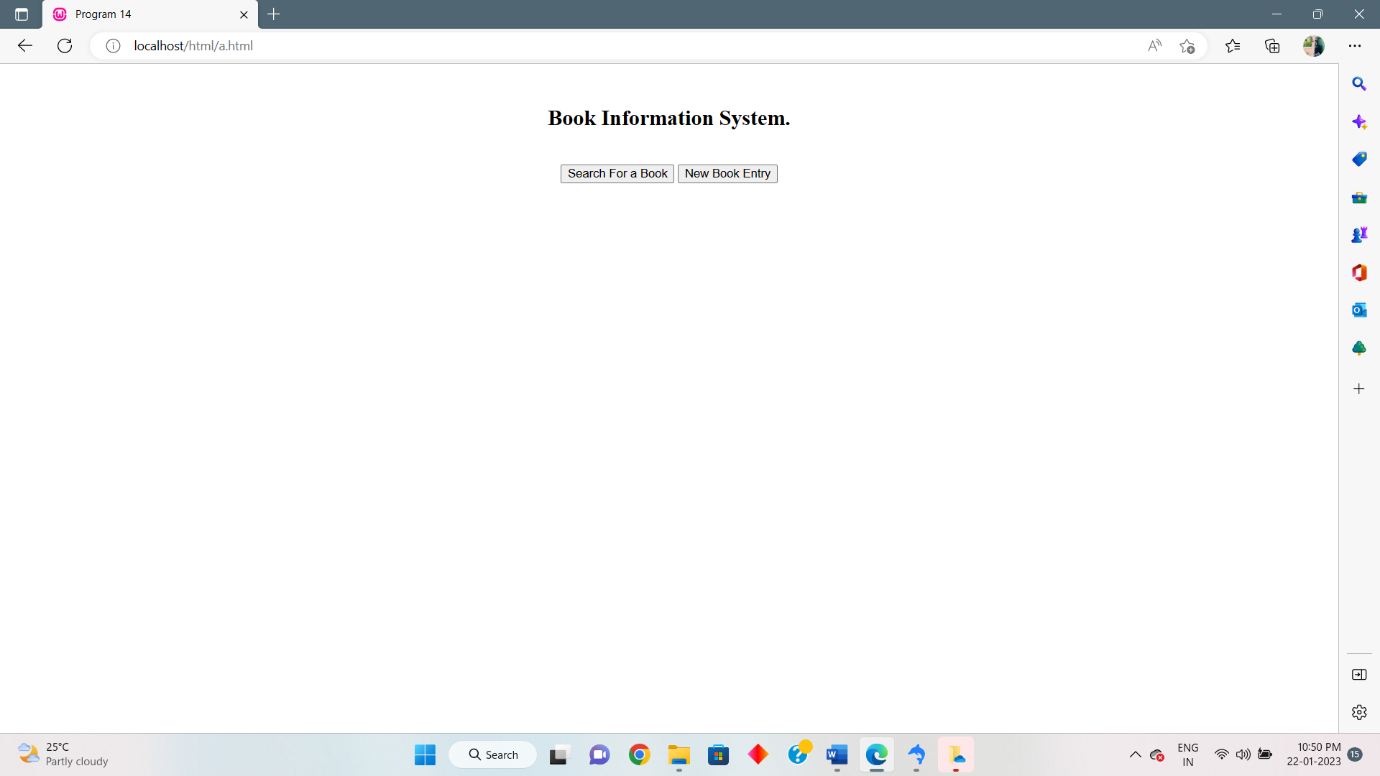 Program 14
localhost/html/a.html
Book Information System.
Search For a Book New Book Entry
25°C
Partly cloudy
Search
ENG
IN
10:50 PM
22-01-2023
15